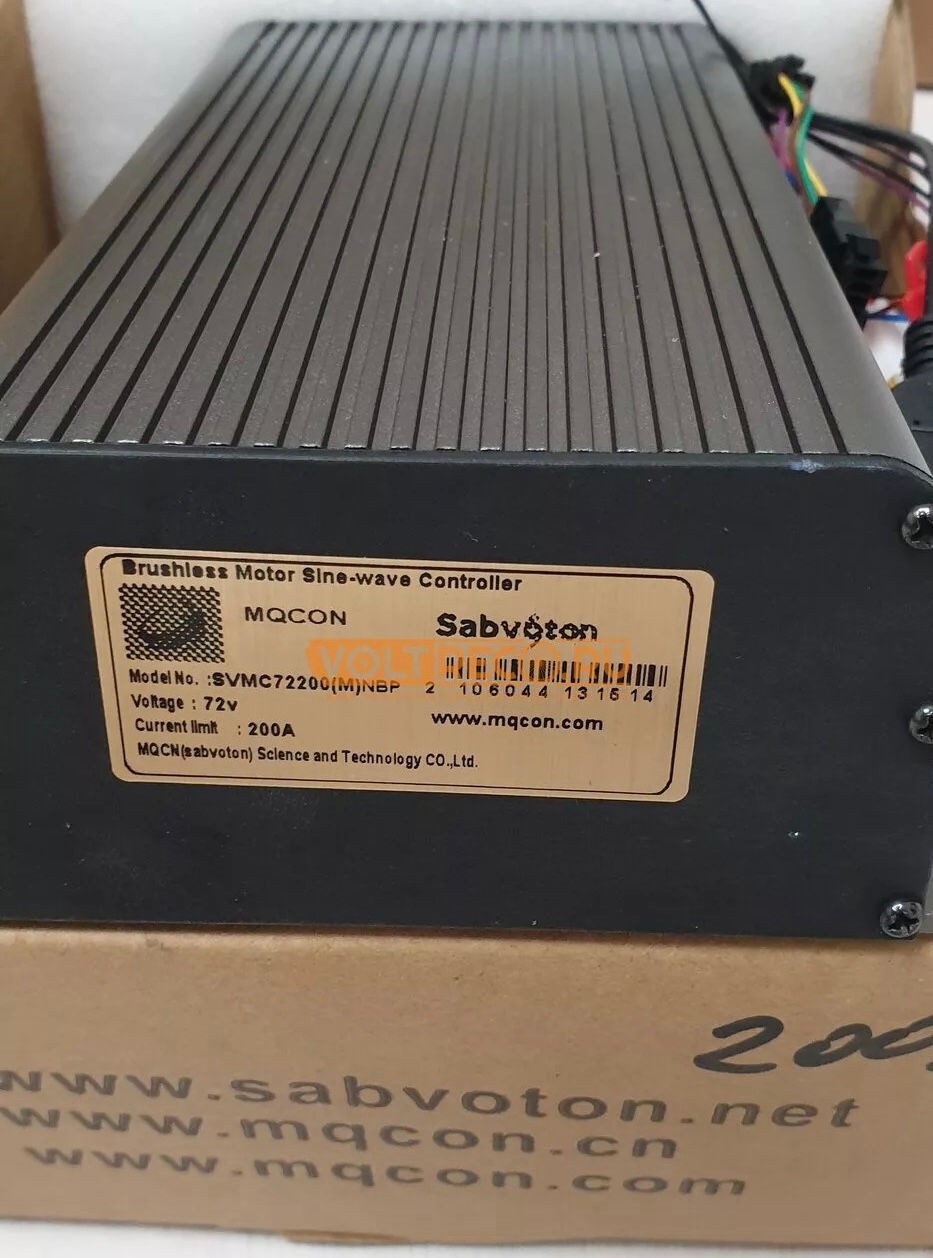 Brushless Motor Sine-wave Controller
MQCON
Sabvoton
Model No. :SVMC72200(M)NBP
2 106044 131514
Voltage : 72v
www.mqcon.com
Current limit : 200A
MQCN(sabvoton) Science and Technology CO.,Ltd.
200
www.sabvoton.net
www.mqcon.cn
www.mqcon.com